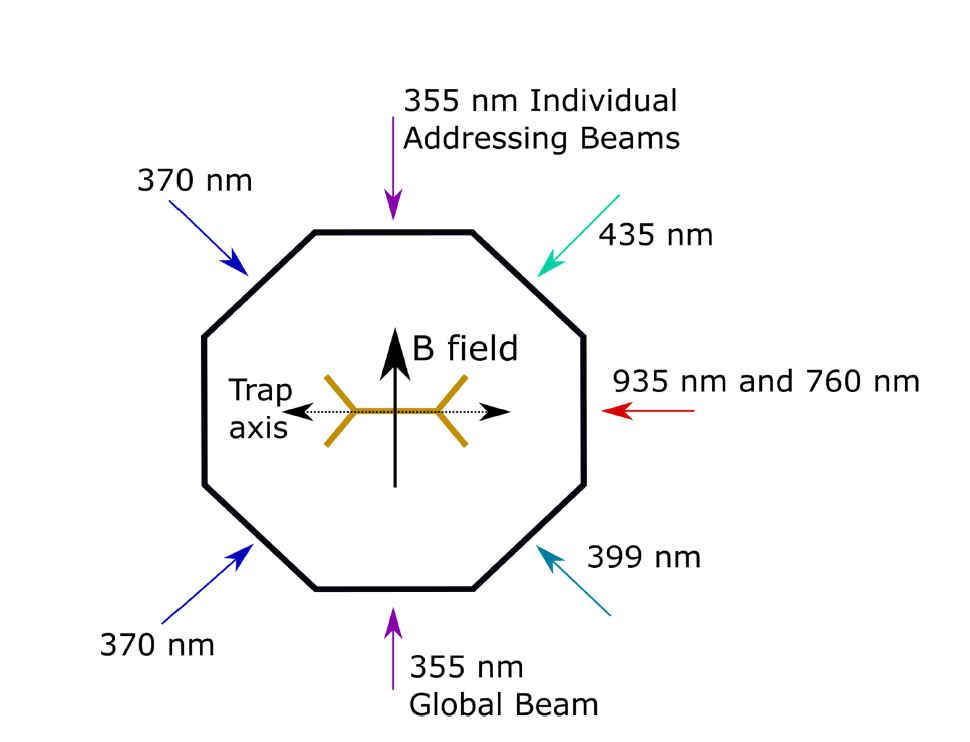 355 nm Individual
Addressing Beams
370 nm
435 nm
B field
935 nm and 760 nm
Trap
axis
399 nm
370 nm
355 nm
Global Beam